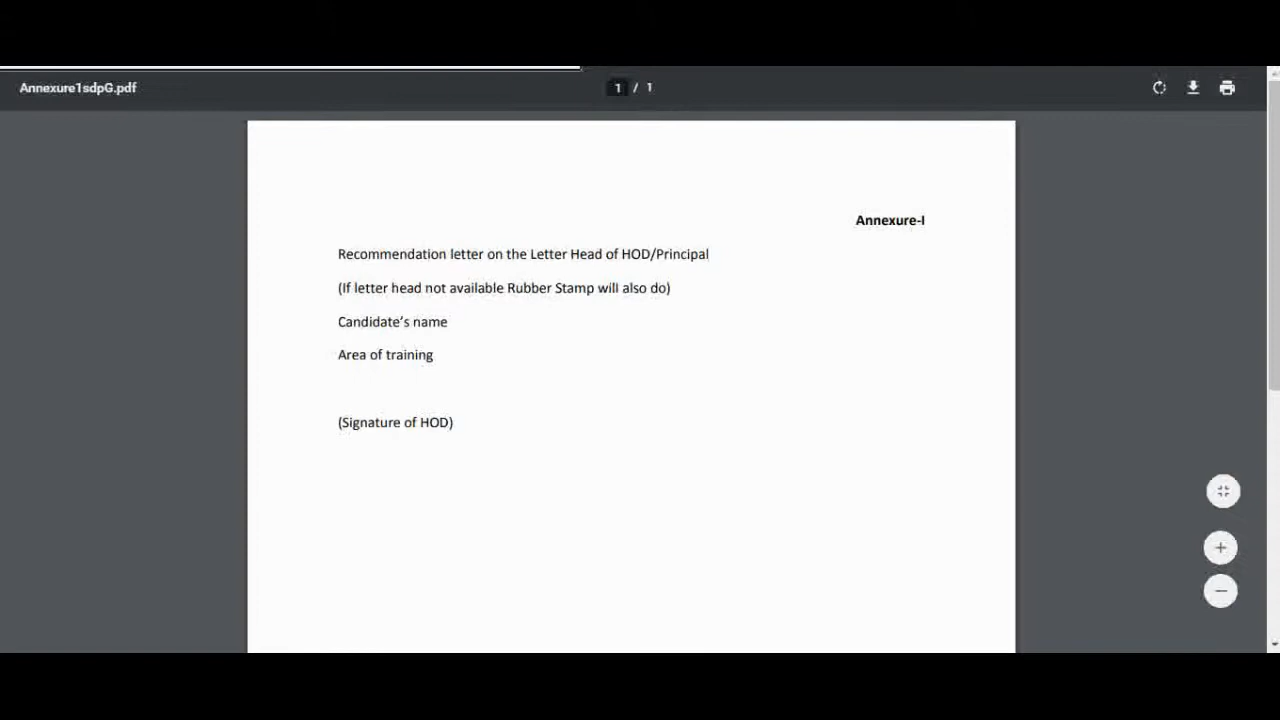 Annexure1sdpG.pdf
1 / 1
Annexure-I
Recommendation letter on the Letter Head of HOD/Principal
(If letter head not available Rubber Stamp will also do)
Candidate's name
Area of training
(Signature of HOD)